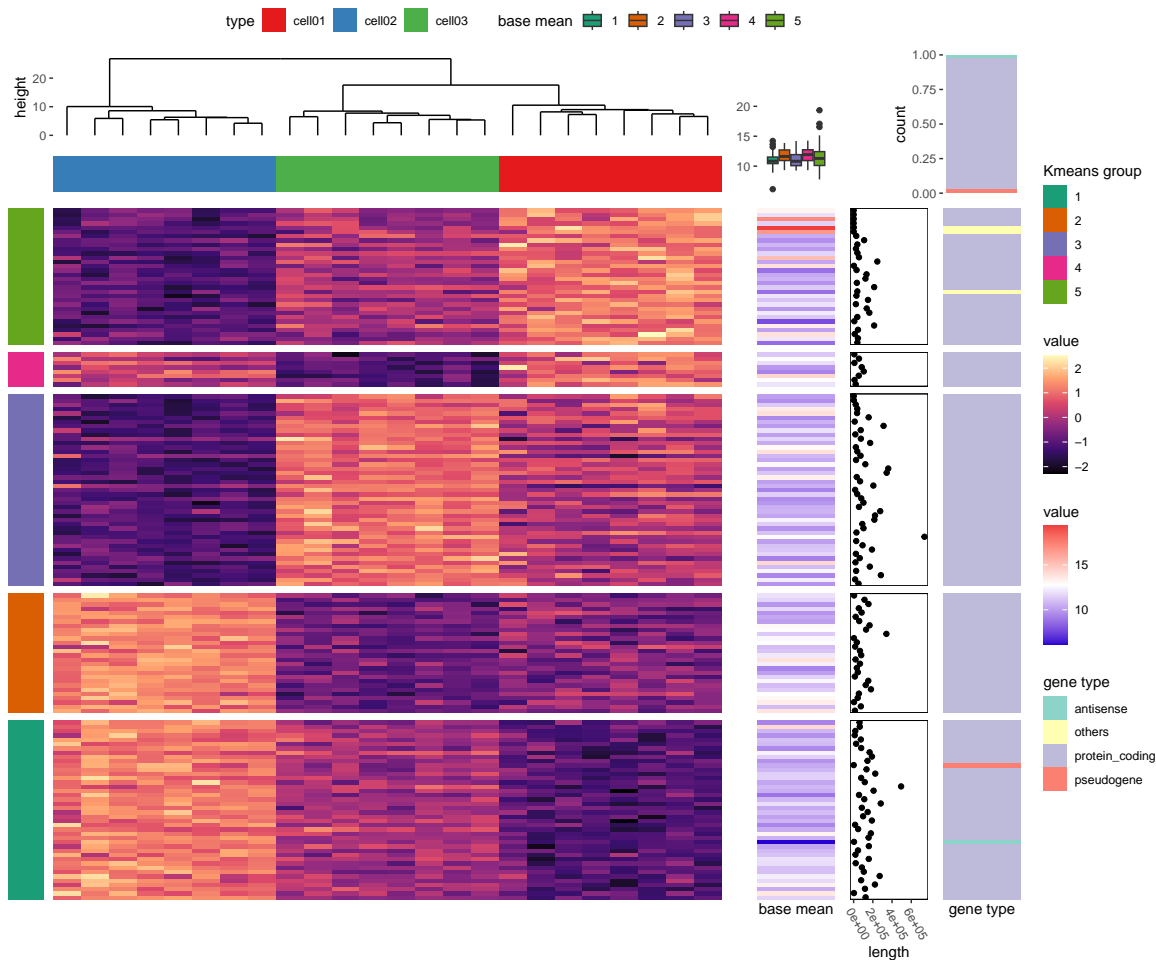 type cell01 cell02 cell03 base mean 1 2 3 4 5
height
20
10
0
20
15
10
count
1.00
0.75
0.50
0.25
0.00
Kmeans group
1
2
3
4
5
value
2
1
0
−1
−2
value
15
10
gene type
antisense
others
protein_coding
pseudogene
base mean
0e+00
2e+05
4e+05
6e+05
length
gene type